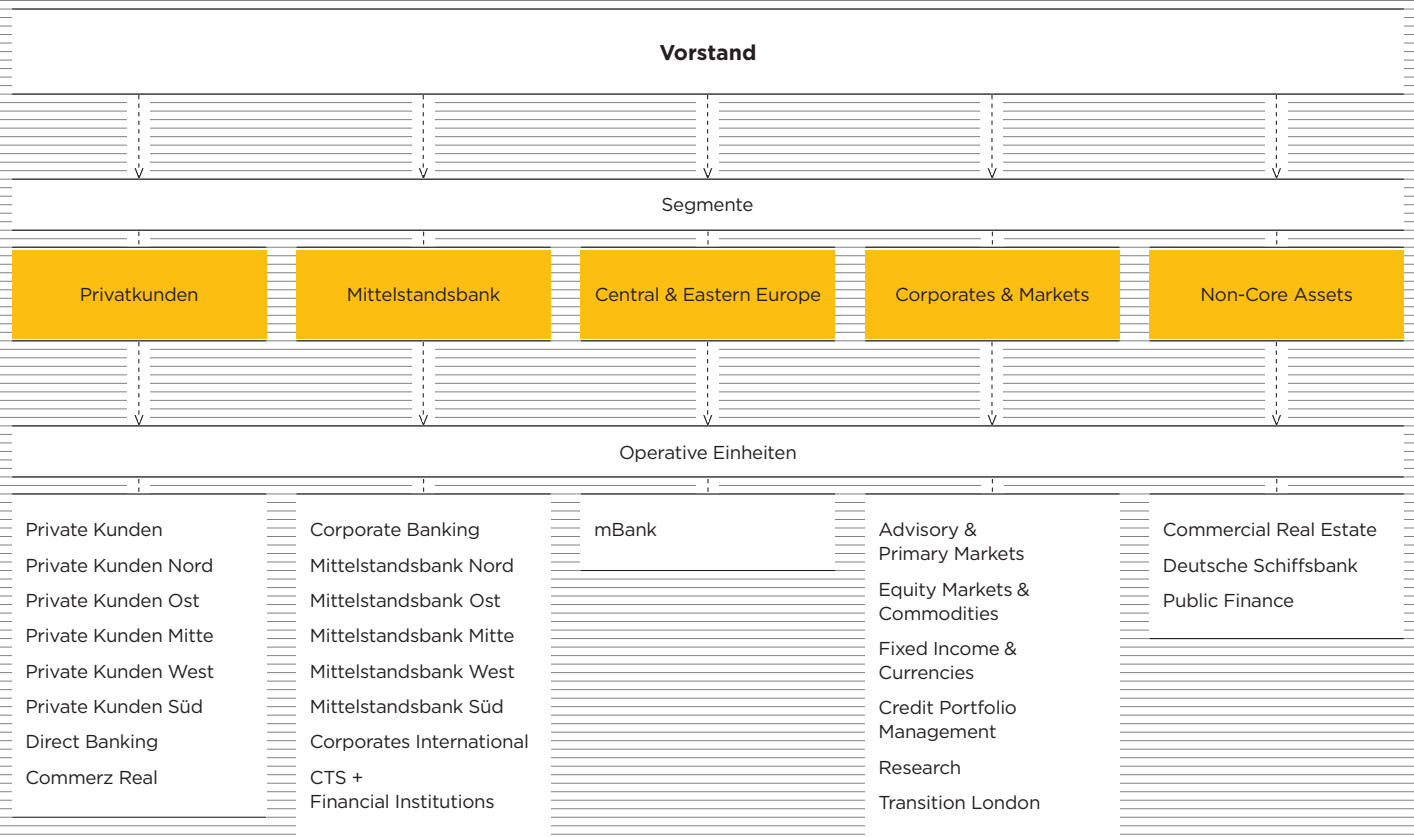 Vorstand
Segmente
Privatkunden
Mittelstandsbank
Central & Eastern Europe
Corporates & Markets
Non-Core Assets
Operative Einheiten
Private Kunden
Private Kunden Nord
Private Kunden Ost
Private Kunden Mitte
Private Kunden West
Private Kunden Süd
Direct Banking
Commerz Real
Corporate Banking
Mittelstandsbank Nord
Mittelstandsbank Ost
Mittelstandsbank Mitte
Mittelstandsbank West
Mittelstandsbank Süd
Corporates International
CTS +
Financial Institutions
mBank
Advisory &
Primary Markets
Equity Markets &
Commodities
Fixed Income &
Currencies
Credit Portfolio
Management
Research
Transition London
Commercial Real Estate
Deutsche Schiffsbank
Public Finance